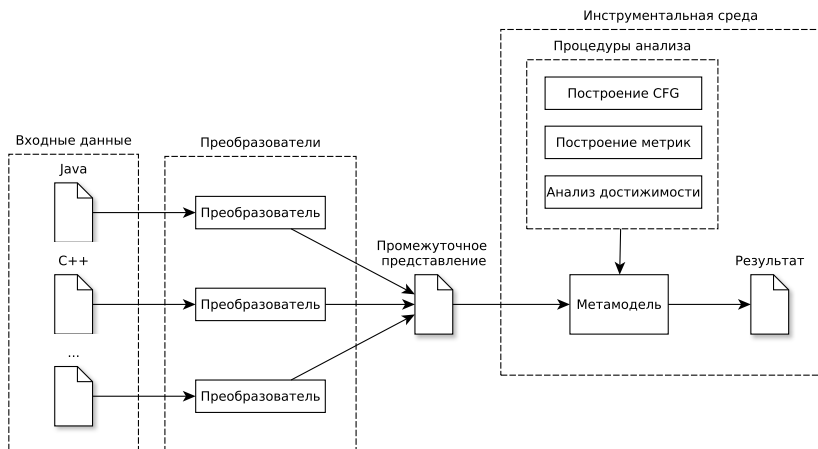 Инструментальная среда
Процедуры анализа
Построение CFG
Построение метрик
Анализ достижимости
Входные данные
Преобразователи
Java
Преобразователь
C++
Преобразователь
...
Преобразователь
Промежуточное
представление
Метамодель
Результат